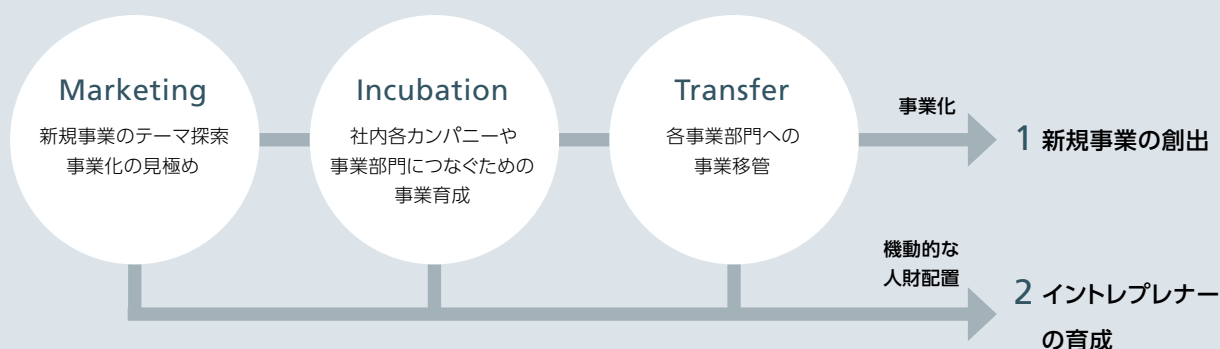 Marketing
新規事業のテーマ探索
事業化の見極め
Incubation
社内各カンパニーや
事業部門につなぐための
事業育成
Transfer
各事業部門への
事業移管
事業化
1 新規事業の創出
機動的な
人財配置
2 イントレプレナー
の育成